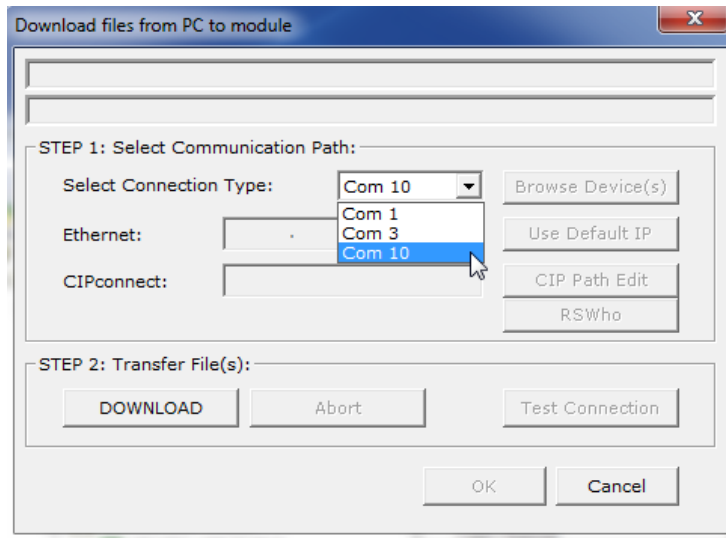 Download files from PC to module
STEP 1: Select Communication Path:
Select Connection Type: Com 10 Browse Device(s)
Com 1
Ethernet: . Com 3 Use Default IP
Com 10
CIPconnect: CIP Path Edit
RSWho
STEP 2: Transfer File(s):
DOWNLOAD Abort Test Connection
OK Cancel